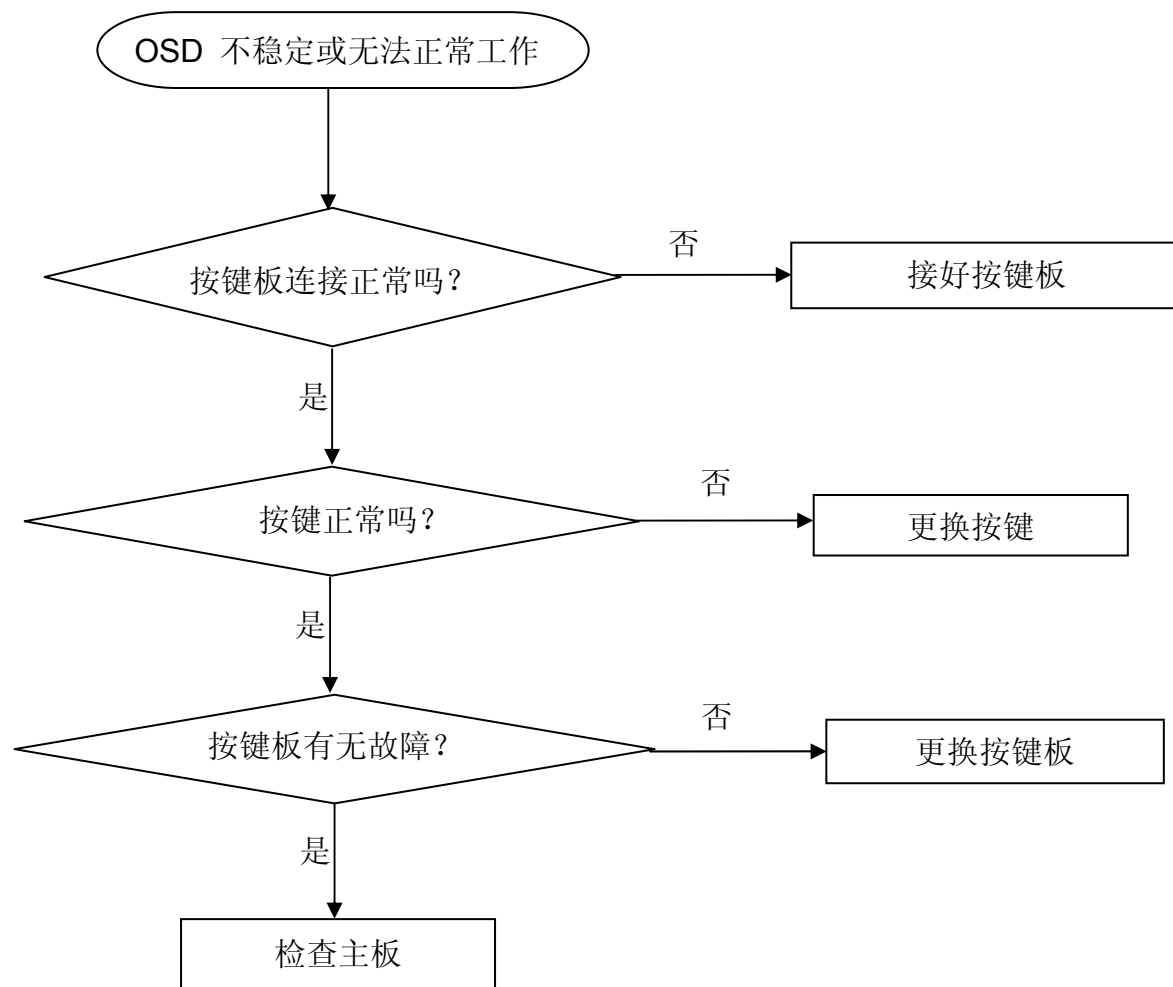 OSD 不稳定或无法正常工作
按键板连接正常吗?
否
接好按键板
是
按键正常吗?
否
更换按键
是
按键板有无故障?
否
更换按键板
是
检查主板